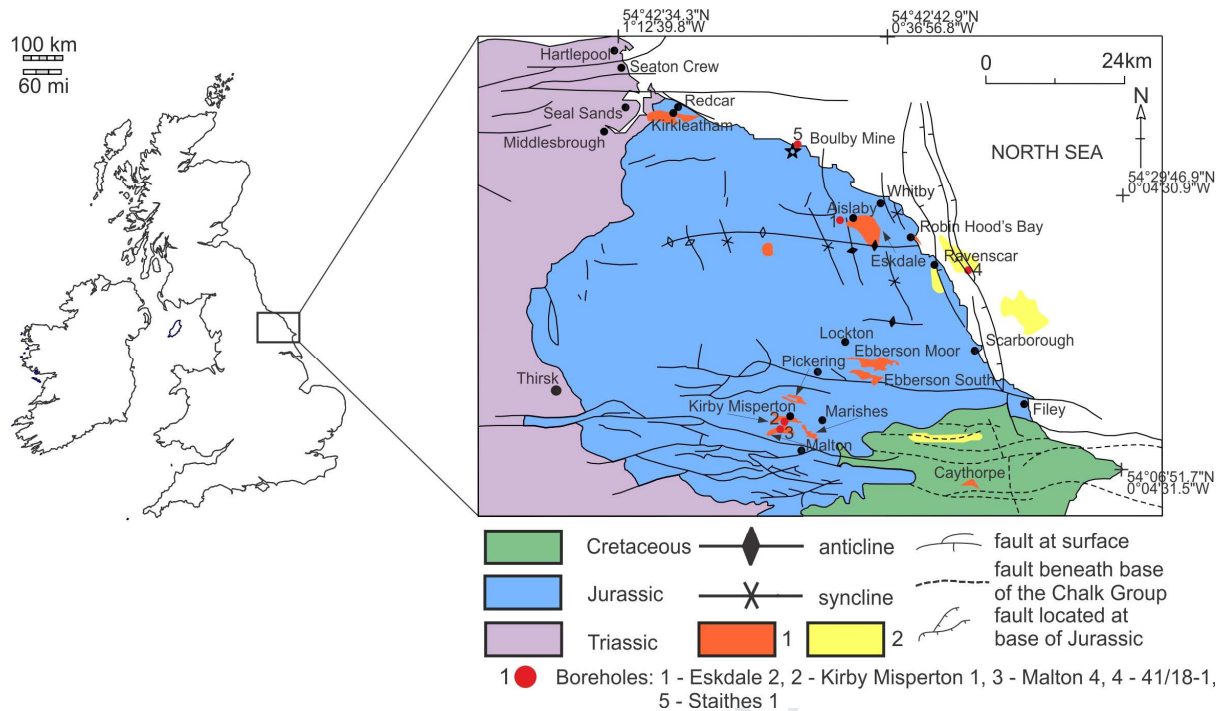 100 km
60 mi
54°42'34.3"N
1°12'39.8"W
54°42'42.9"N
0°36'56.8"W
Hartlepool
Seaton Crew
0 24km
N
Seal Sands
Redcar
Kirkleatham
Middlesbrough
5
Boulby Mine
NORTH SEA
54°29'46.9"N
0°04'30.9"W
Whitby
1
Aislaby
Robin Hood's Bay
Eskdale
Ravenscar
4
Lockton
Scarborough
Pickering
Ebberson Moor
Ebberson South
Thirsk
Kirby Misperton
2
3
Marishes
Filey
Malton
Caythorpe
54°06'51.7"N
0°04'31.5"W
Cretaceous
anticline
fault at surface
Jurassic
syncline
fault beneath base
of the Chalk Group
Triassic
1
2
fault located at
base of Jurassic
1 Boreholes: 1 - Eskdale 2, 2 - Kirby Misperton 1, 3 - Malton 4, 4 - 41/18-1,
5 - Staithes 1